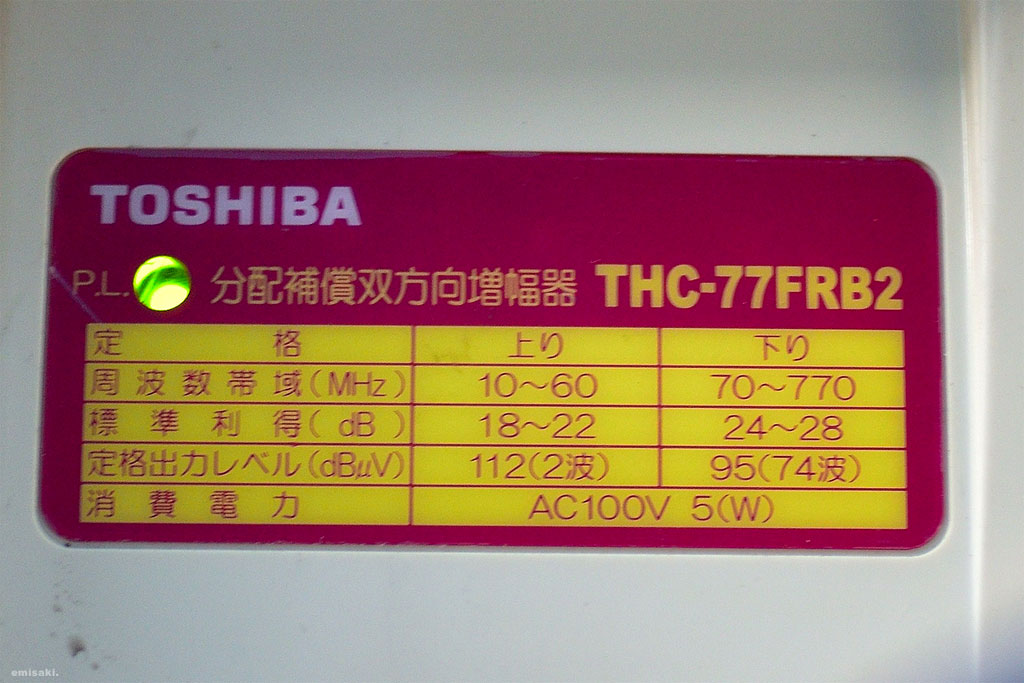 TOSHIBA
P.L. 分配補償双方向増幅器 THC-77FRB2
定格 上り 下り
周波数帯域(MHz) 10～60 70～770
標準利得(dB) 18～22 24～28
定格出力レベル(dBμV) 112(2波) 95(74波)
消費電力 AC100V 5(W)
emisaki.